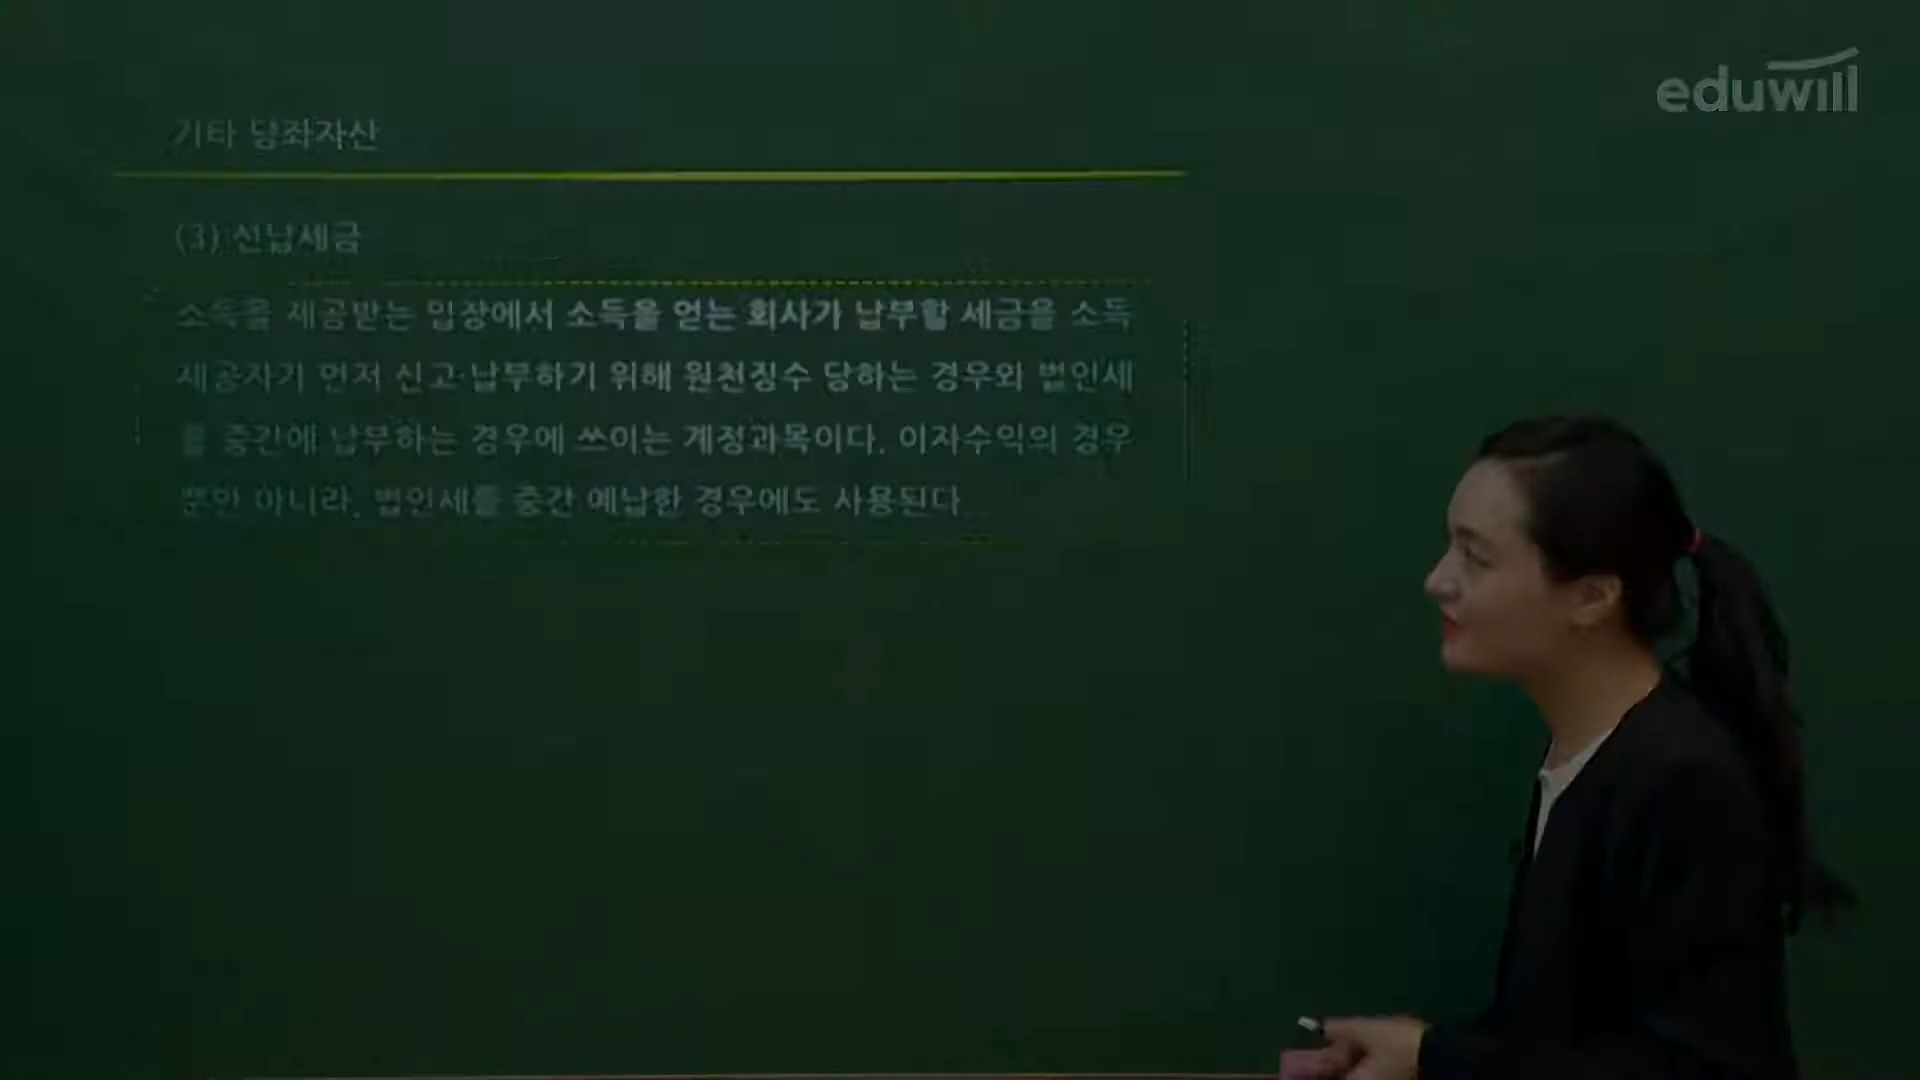 eduwill
기타 당좌자산
(3) 선납세금
소득을 제공받는 입장에서 소득을 얻는 회사가 납부할 세금을 소득
제공자가 먼저 신고·납부하기 위해 원천징수 당하는 경우와 법인세
를 중간에 납부하는 경우에 쓰이는 계정과목이다. 이자수익의 경우
뿐만 아니라, 법인세를 중간 예납한 경우에도 사용된다.